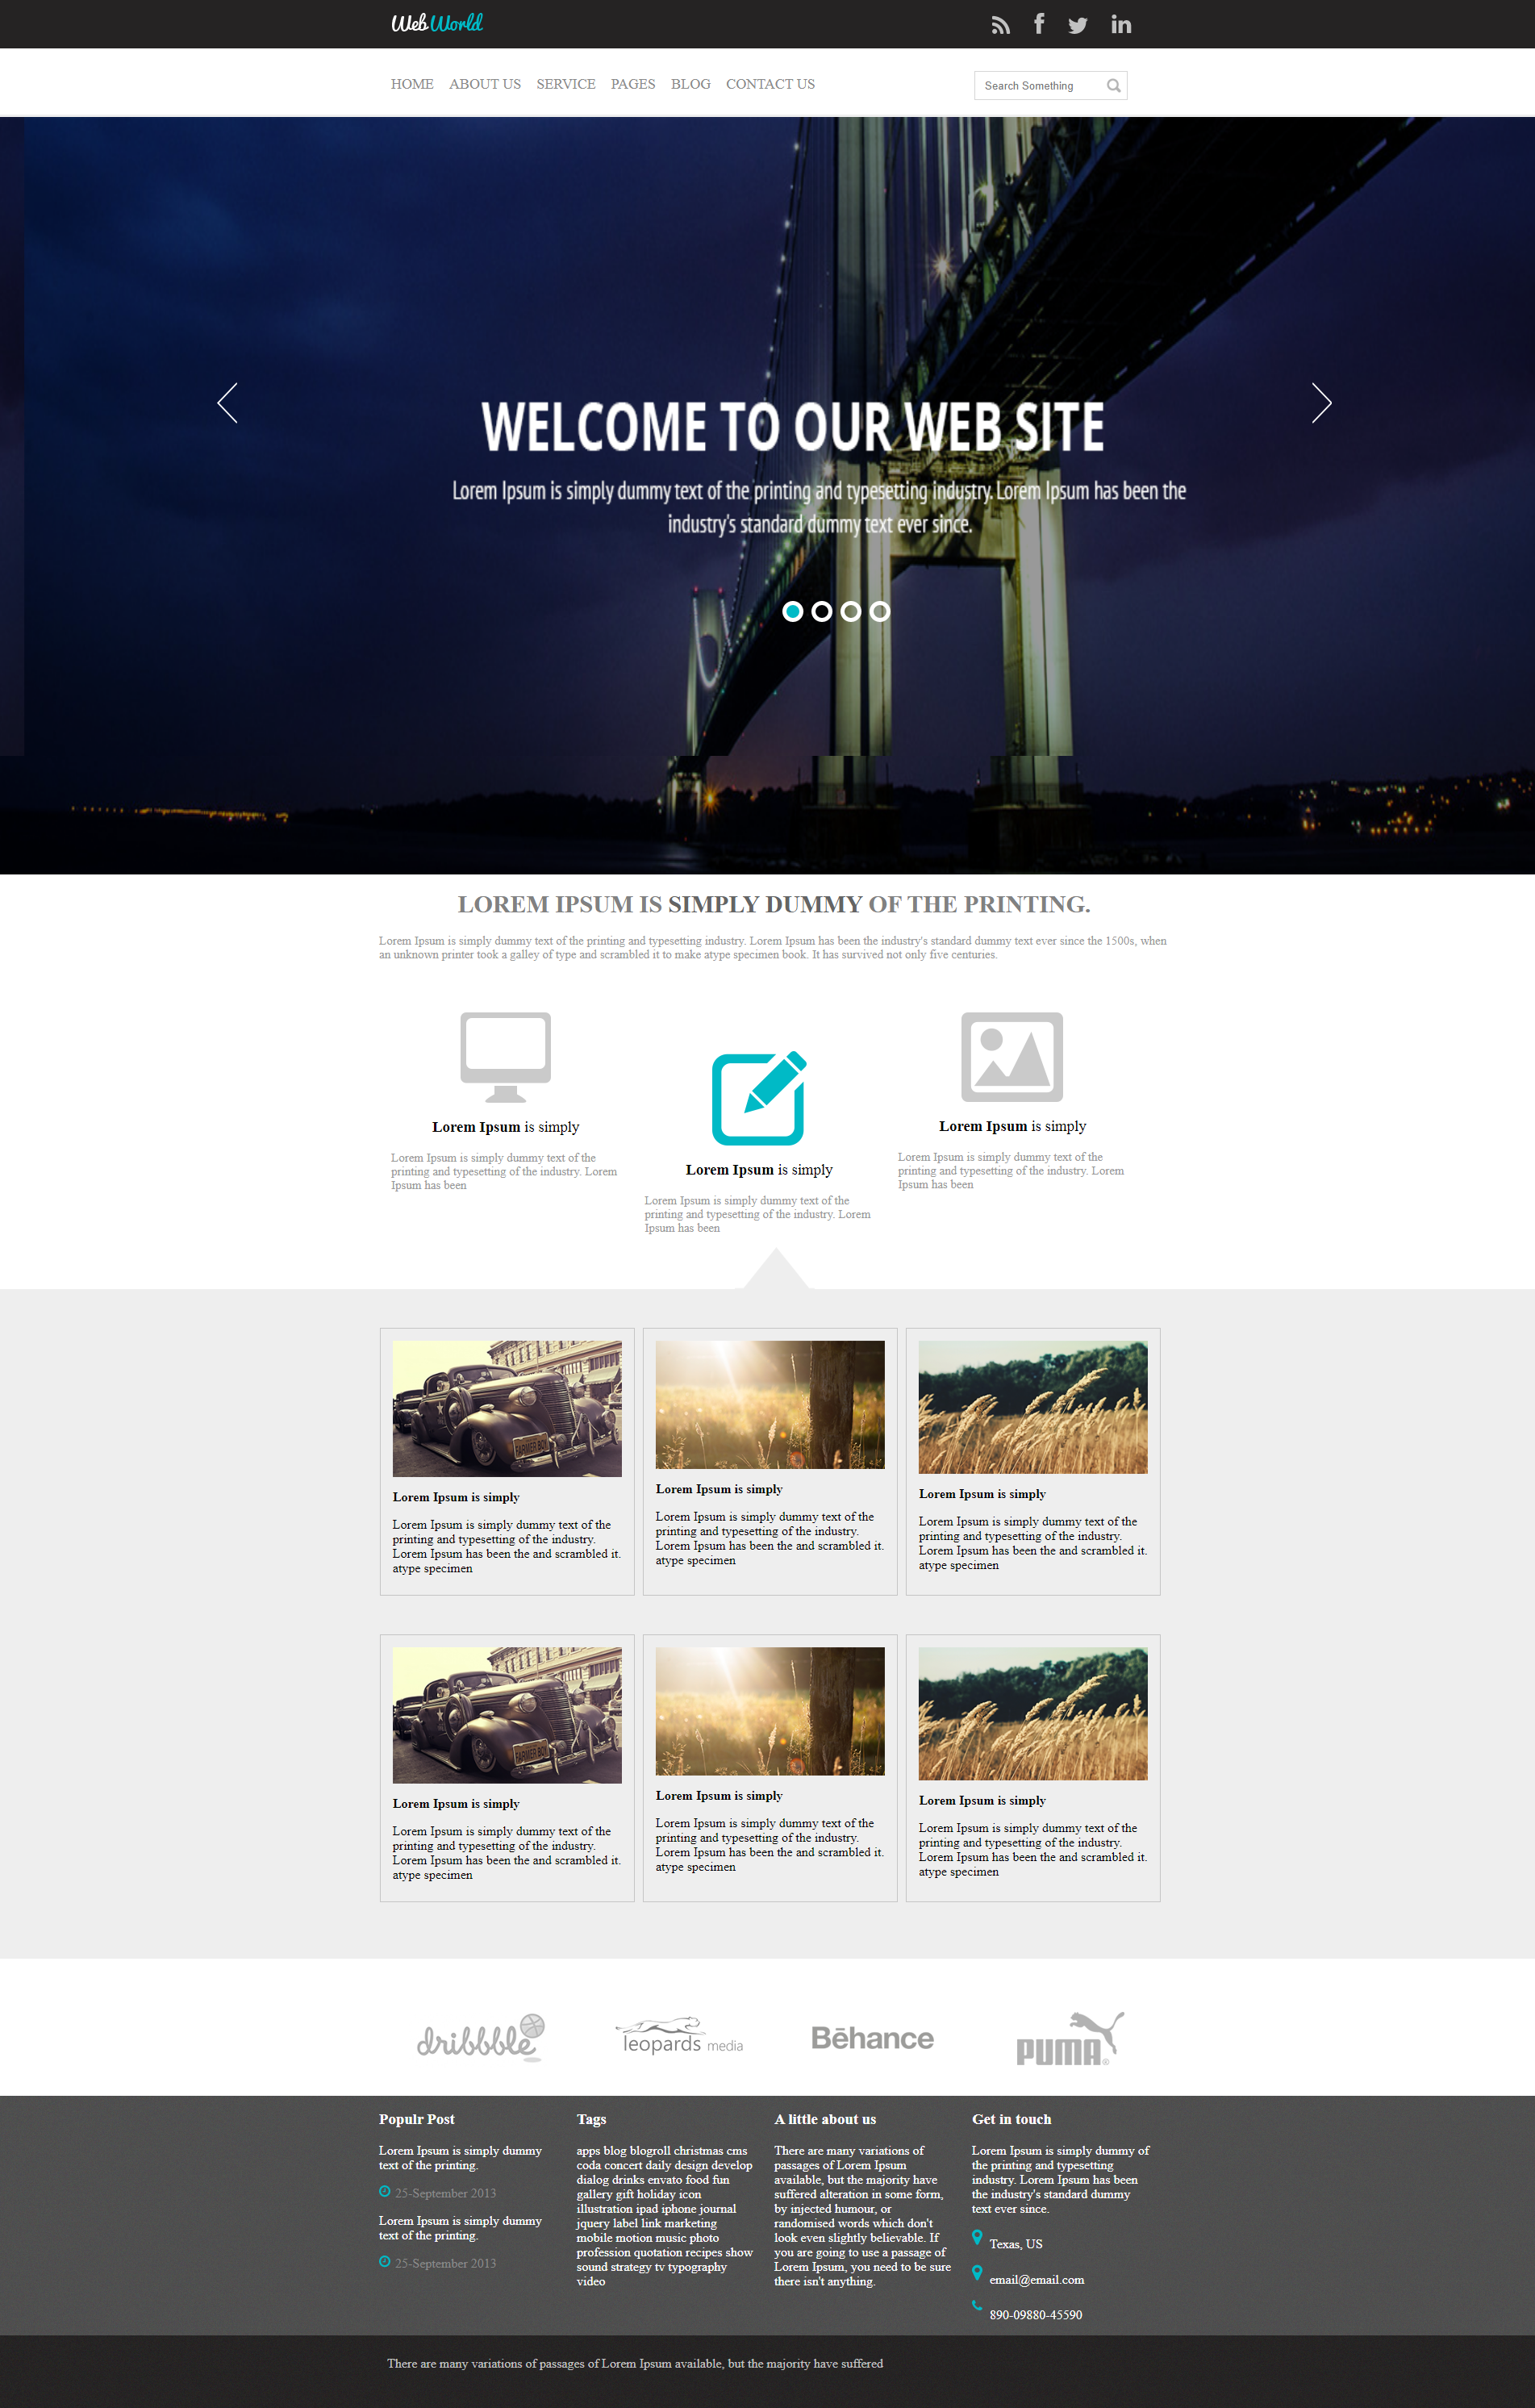 Web World
HOME ABOUT US SERVICE PAGES BLOG CONTACT US
Search Something
WELCOME TO OUR WEB SITE
Lorem Ipsum is simply dummy text of the printing and typesetting industry. Lorem Ipsum has been the
industry's standard dummy text ever since.
LOREM IPSUM IS SIMPLY DUMMY OF THE PRINTING.
Lorem Ipsum is simply dummy text of the printing and typesetting industry. Lorem Ipsum has been the industry's standard dummy text ever since the 1500s, when
an unknown printer took a galley of type and scrambled it to make atype specimen book. It has survived not only five centuries.
Lorem Ipsum is simply
Lorem Ipsum is simply dummy text of the
printing and typesetting of the industry. Lorem
Ipsum has been
Lorem Ipsum is simply
Lorem Ipsum is simply dummy text of the
printing and typesetting of the industry. Lorem
Ipsum has been
Lorem Ipsum is simply
Lorem Ipsum is simply dummy text of the
printing and typesetting of the industry. Lorem
Ipsum has been
FARMER BOY
Lorem Ipsum is simply
Lorem Ipsum is simply dummy text of the
printing and typesetting of the industry.
Lorem Ipsum has been the and scrambled it.
atype specimen
Lorem Ipsum is simply
Lorem Ipsum is simply dummy text of the
printing and typesetting of the industry.
Lorem Ipsum has been the and scrambled it.
atype specimen
Lorem Ipsum is simply
Lorem Ipsum is simply dummy text of the
printing and typesetting of the industry.
Lorem Ipsum has been the and scrambled it.
atype specimen
FARMER BOY
Lorem Ipsum is simply
Lorem Ipsum is simply dummy text of the
printing and typesetting of the industry.
Lorem Ipsum has been the and scrambled it.
atype specimen
Lorem Ipsum is simply
Lorem Ipsum is simply dummy text of the
printing and typesetting of the industry.
Lorem Ipsum has been the and scrambled it.
atype specimen
Lorem Ipsum is simply
Lorem Ipsum is simply dummy text of the
printing and typesetting of the industry.
Lorem Ipsum has been the and scrambled it.
atype specimen
dribbble
leopards media
Bēhance
PUMA®
Populr Post
Lorem Ipsum is simply dummy
text of the printing.
25-September 2013
Lorem Ipsum is simply dummy
text of the printing.
25-September 2013
Tags
apps blog blogroll christmas cms
coda concert daily design develop
dialog drinks envato food fun
gallery gift holiday icon
illustration ipad iphone journal
jquery label link marketing
mobile motion music photo
profession quotation recipes show
sound strategy tv typography
video
A little about us
There are many variations of
passages of Lorem Ipsum
available, but the majority have
suffered alteration in some form,
by injected humour, or
randomised words which don't
look even slightly believable. If
you are going to use a passage of
Lorem Ipsum, you need to be sure
there isn't anything.
Get in touch
Lorem Ipsum is simply dummy of
the printing and typesetting
industry. Lorem Ipsum has been
the industry's standard dummy
text ever since.
Texas, US
email@email.com
890-09880-45590
There are many variations of passages of Lorem Ipsum available, but the majority have suffered